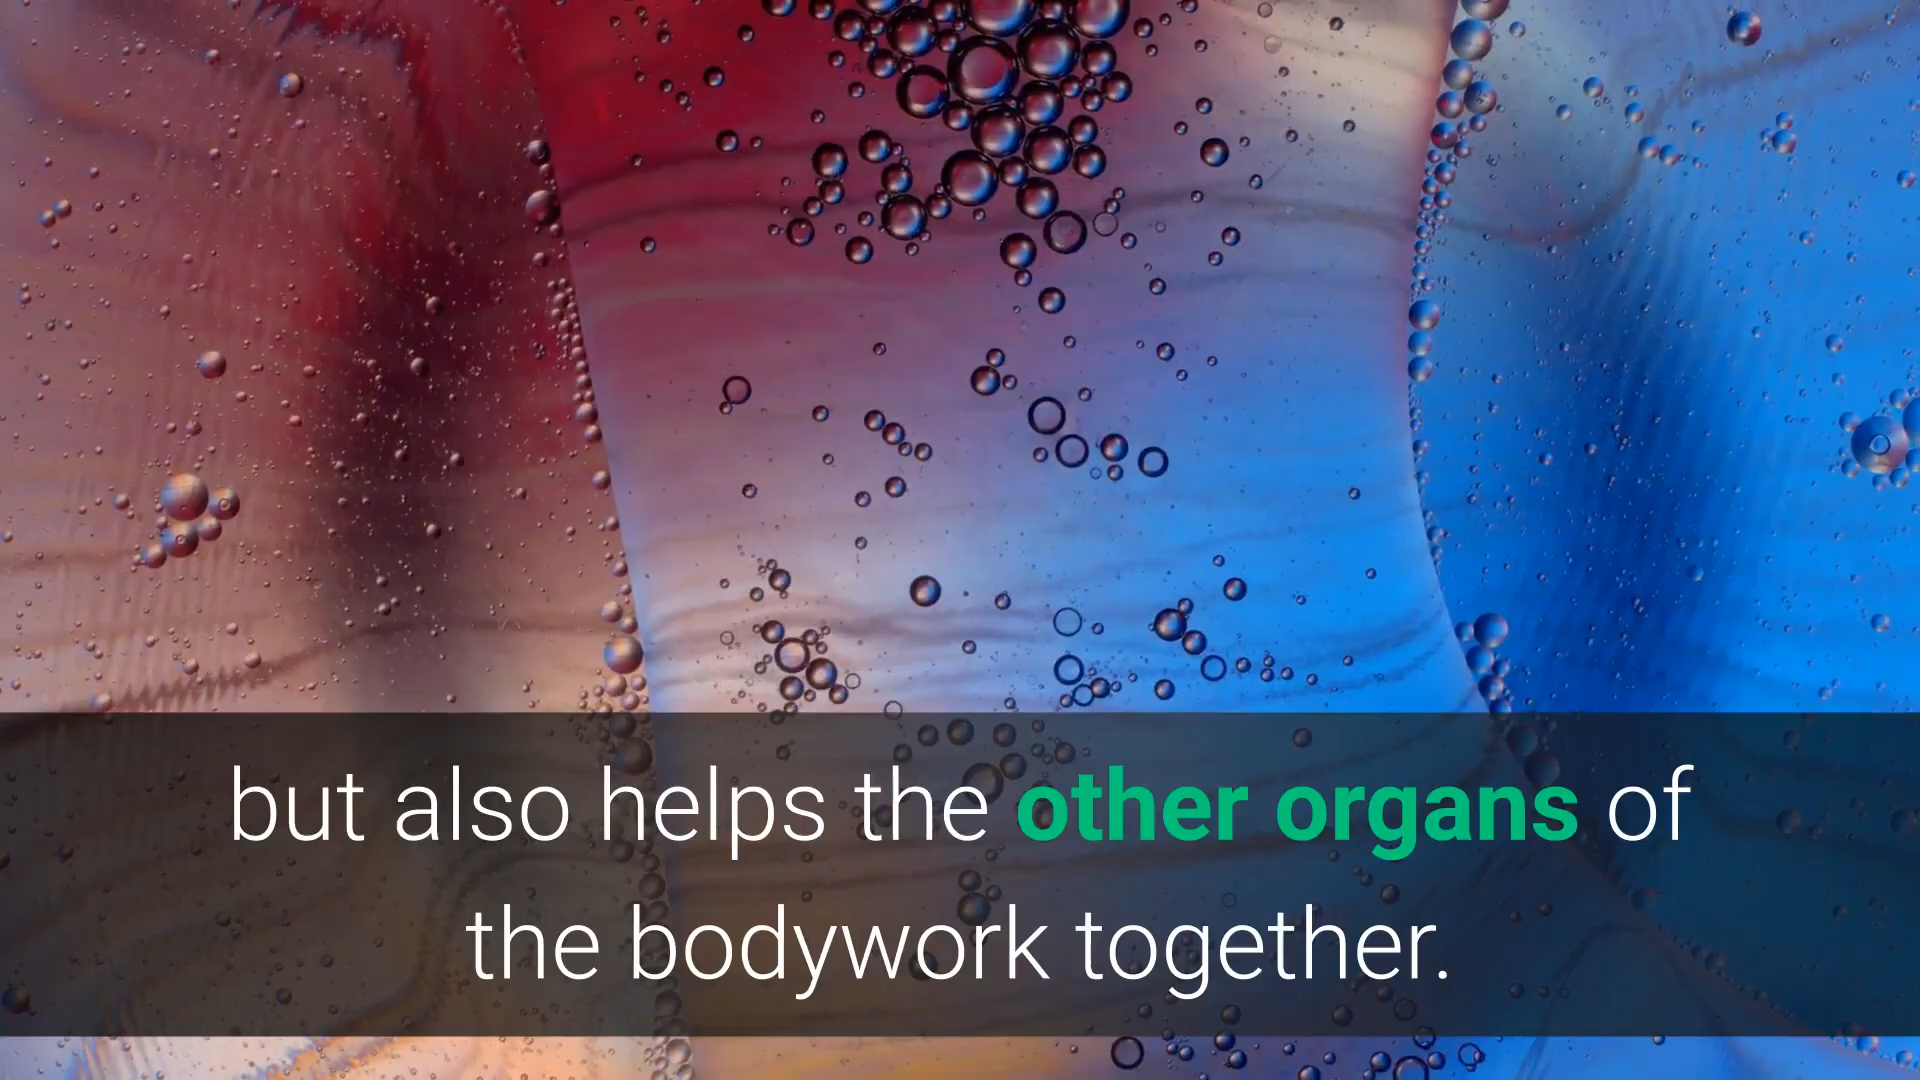 but also helps the other organs of
the bodywork together.